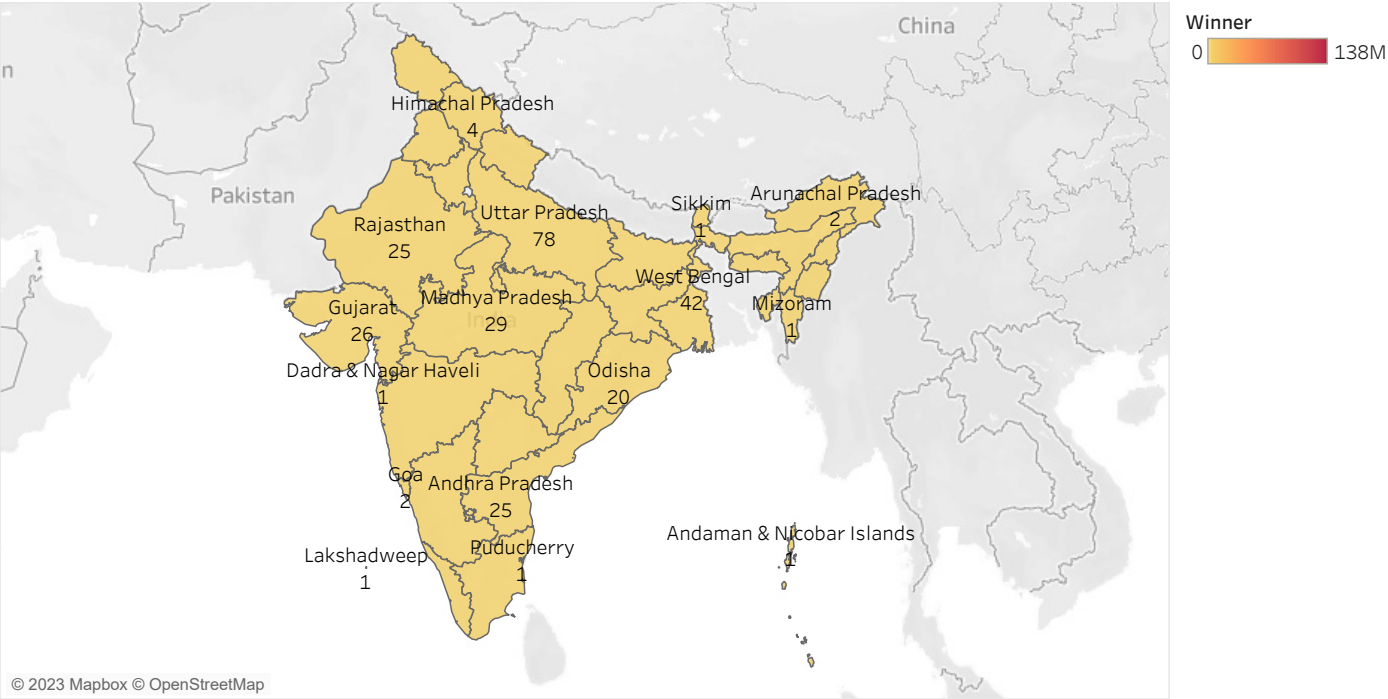 China
n
Himachal Pradesh
4
Pakistan
Sikkim
1
Arunachal Pradesh
2
Rajasthan
25
Uttar Pradesh
78
West Bengal
42
Madhya Pradesh
India
29
Gujarat
26
Mizoram
1
Dadra & Nagar Haveli
1
Odisha
20
Goa
2
Andhra Pradesh
25
Andaman & Nicobar Islands
1
Lakshadweep
1
Puducherry
1
© 2023 Mapbox © OpenStreetMap
Winner
0 138M